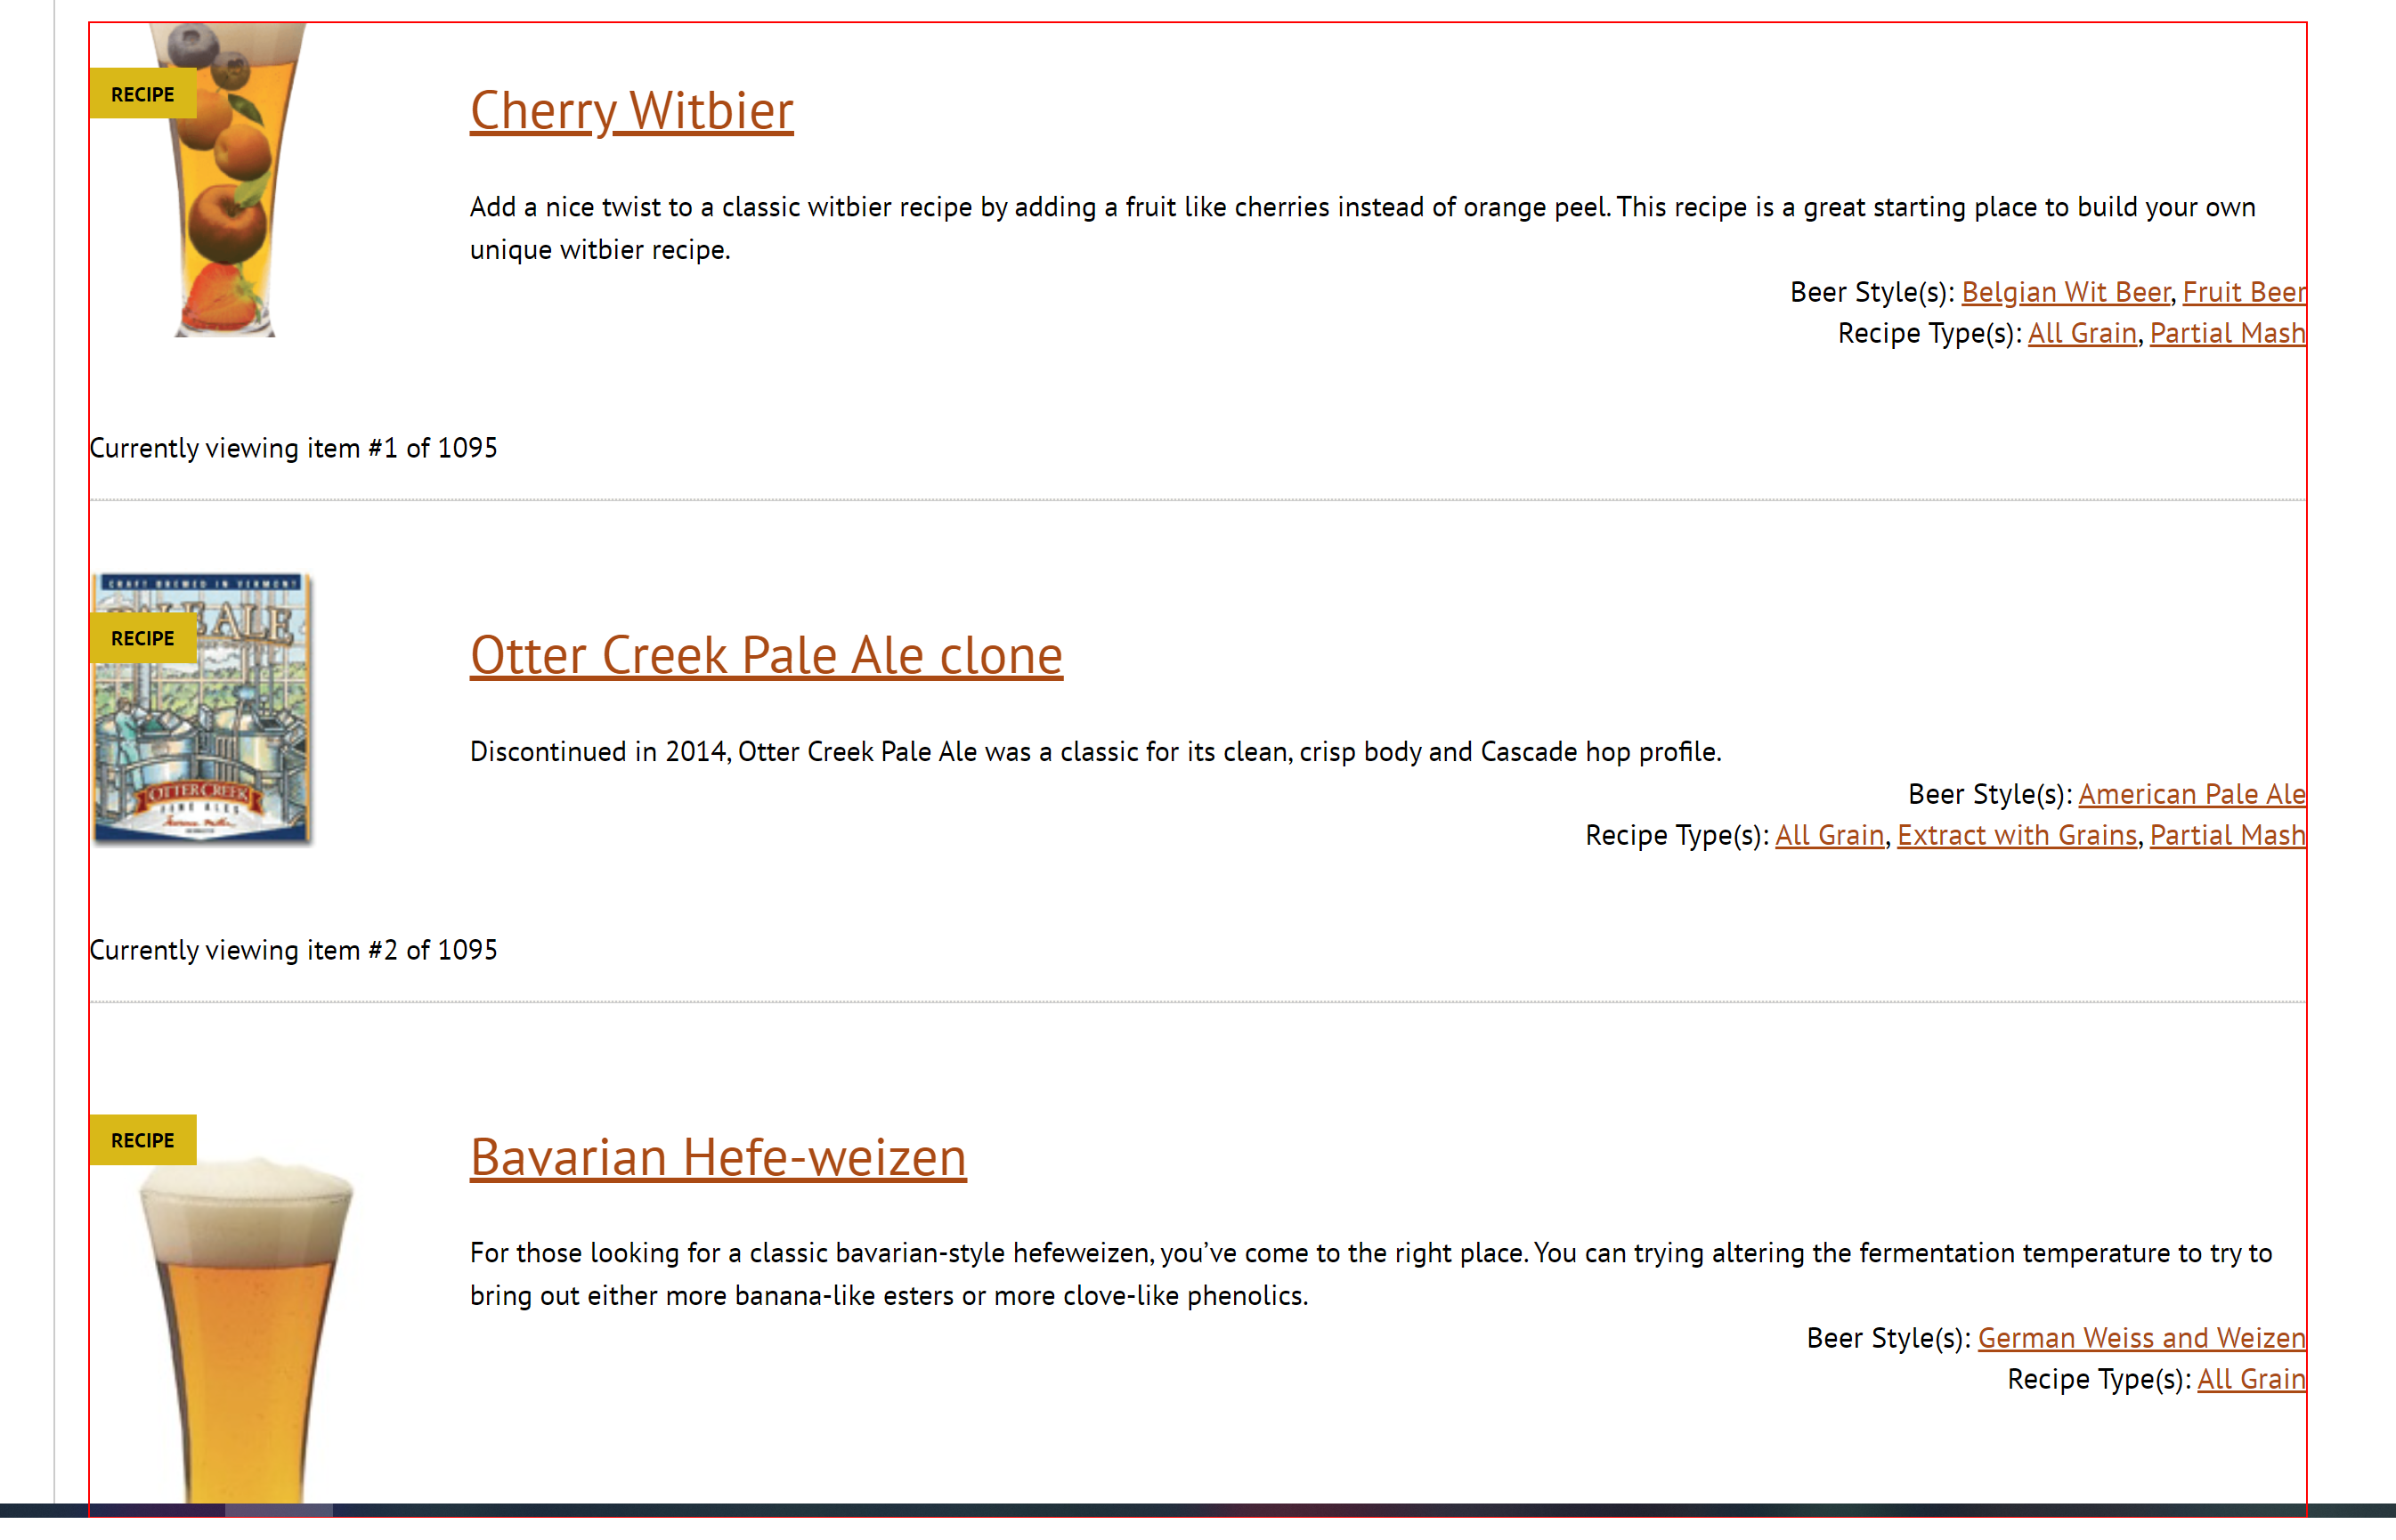 RECIPE
Cherry Witbier
Add a nice twist to a classic witbier recipe by adding a fruit like cherries instead of orange peel. This recipe is a great starting place to build your own
unique witbier recipe.
Beer Style(s): Belgian Wit Beer, Fruit Beer
Recipe Type(s): All Grain, Partial Mash
Currently viewing item #1 of 1095
CRAFT BREWED IN VERMONT
ALE
RECIPE
OTTER CREEK
FINE ALES
Otter Creek Pale Ale clone
Discontinued in 2014, Otter Creek Pale Ale was a classic for its clean, crisp body and Cascade hop profile.
Beer Style(s): American Pale Ale
Recipe Type(s): All Grain, Extract with Grains, Partial Mash
Currently viewing item #2 of 1095
RECIPE
Bavarian Hefe-weizen
For those looking for a classic bavarian-style hefeweizen, you’ve come to the right place. You can trying altering the fermentation temperature to try to
bring out either more banana-like esters or more clove-like phenolics.
Beer Style(s): German Weiss and Weizen
Recipe Type(s): All Grain